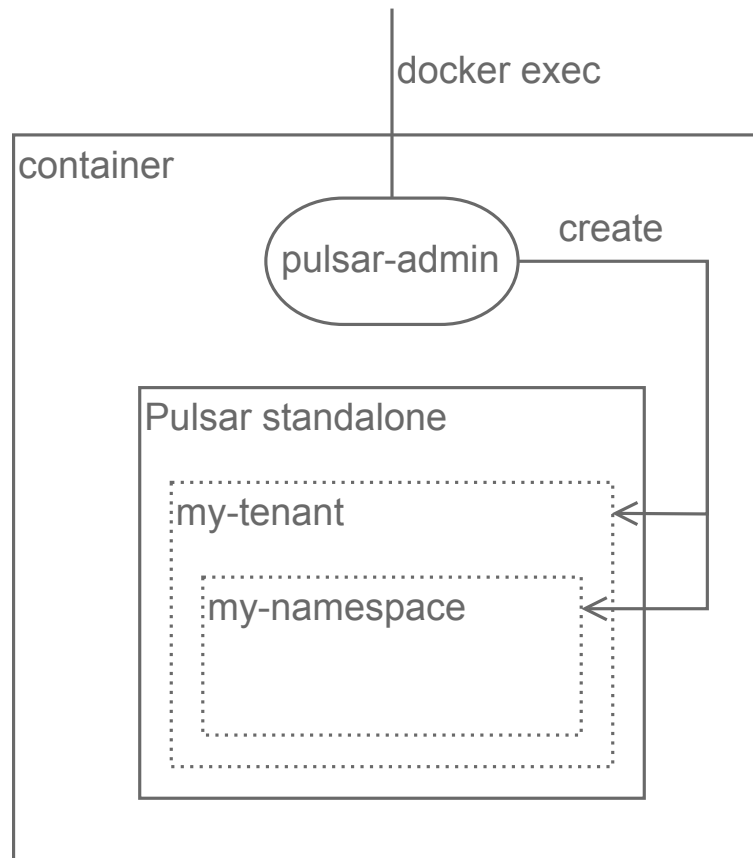 docker exec
container
create
pulsar-admin
Pulsar standalone
my-tenant
my-namespace